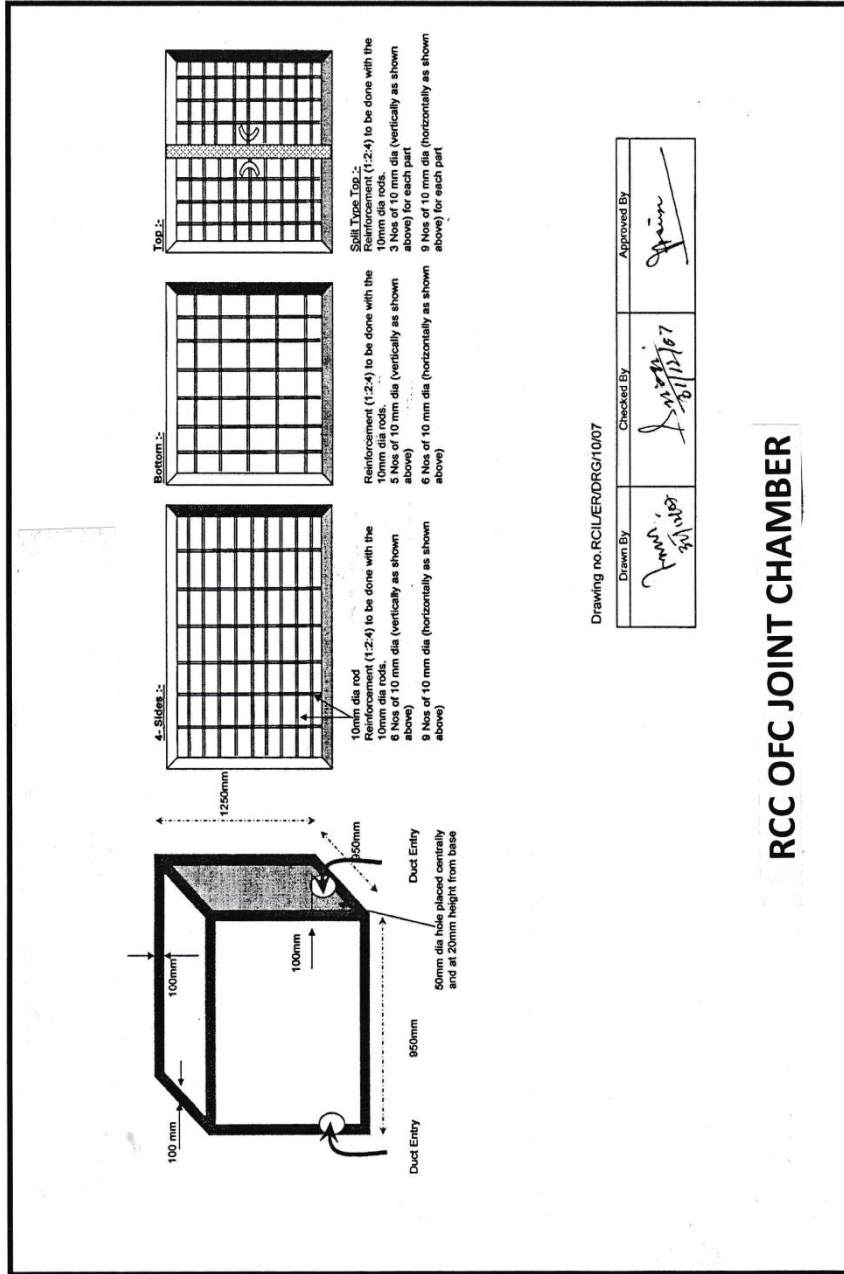 4- Sides :-
Bottom :-
Top :-
100 mm
100mm
1250mm
100mm
950mm
950mm
Duct Entry
Duct Entry
50mm dia hole placed centrally
and at 20mm height from base
10mm dia rod
Reinforcement (1:2:4) to be done with the
10mm dia rods.
6 Nos of 10 mm dia (vertically as shown
above)
9 Nos of 10 mm dia (horizontally as shown
above)
Reinforcement (1:2:4) to be done with the
10mm dia rods.
5 Nos of 10 mm dia (vertically as shown
above)
6 Nos of 10 mm dia (horizontally as shown
above)
Split Type Top :-
Reinforcement (1:2:4) to be done with the
10mm dia rods.
3 Nos of 10 mm dia (vertically as shown
above) for each part
9 Nos of 10 mm dia (horizontally as shown
above) for each part
Drawing no.RCIL/ER/DRG/10/07
Drawn By
Checked By
Approved By
31/12/07
RCC OFC JOINT CHAMBER